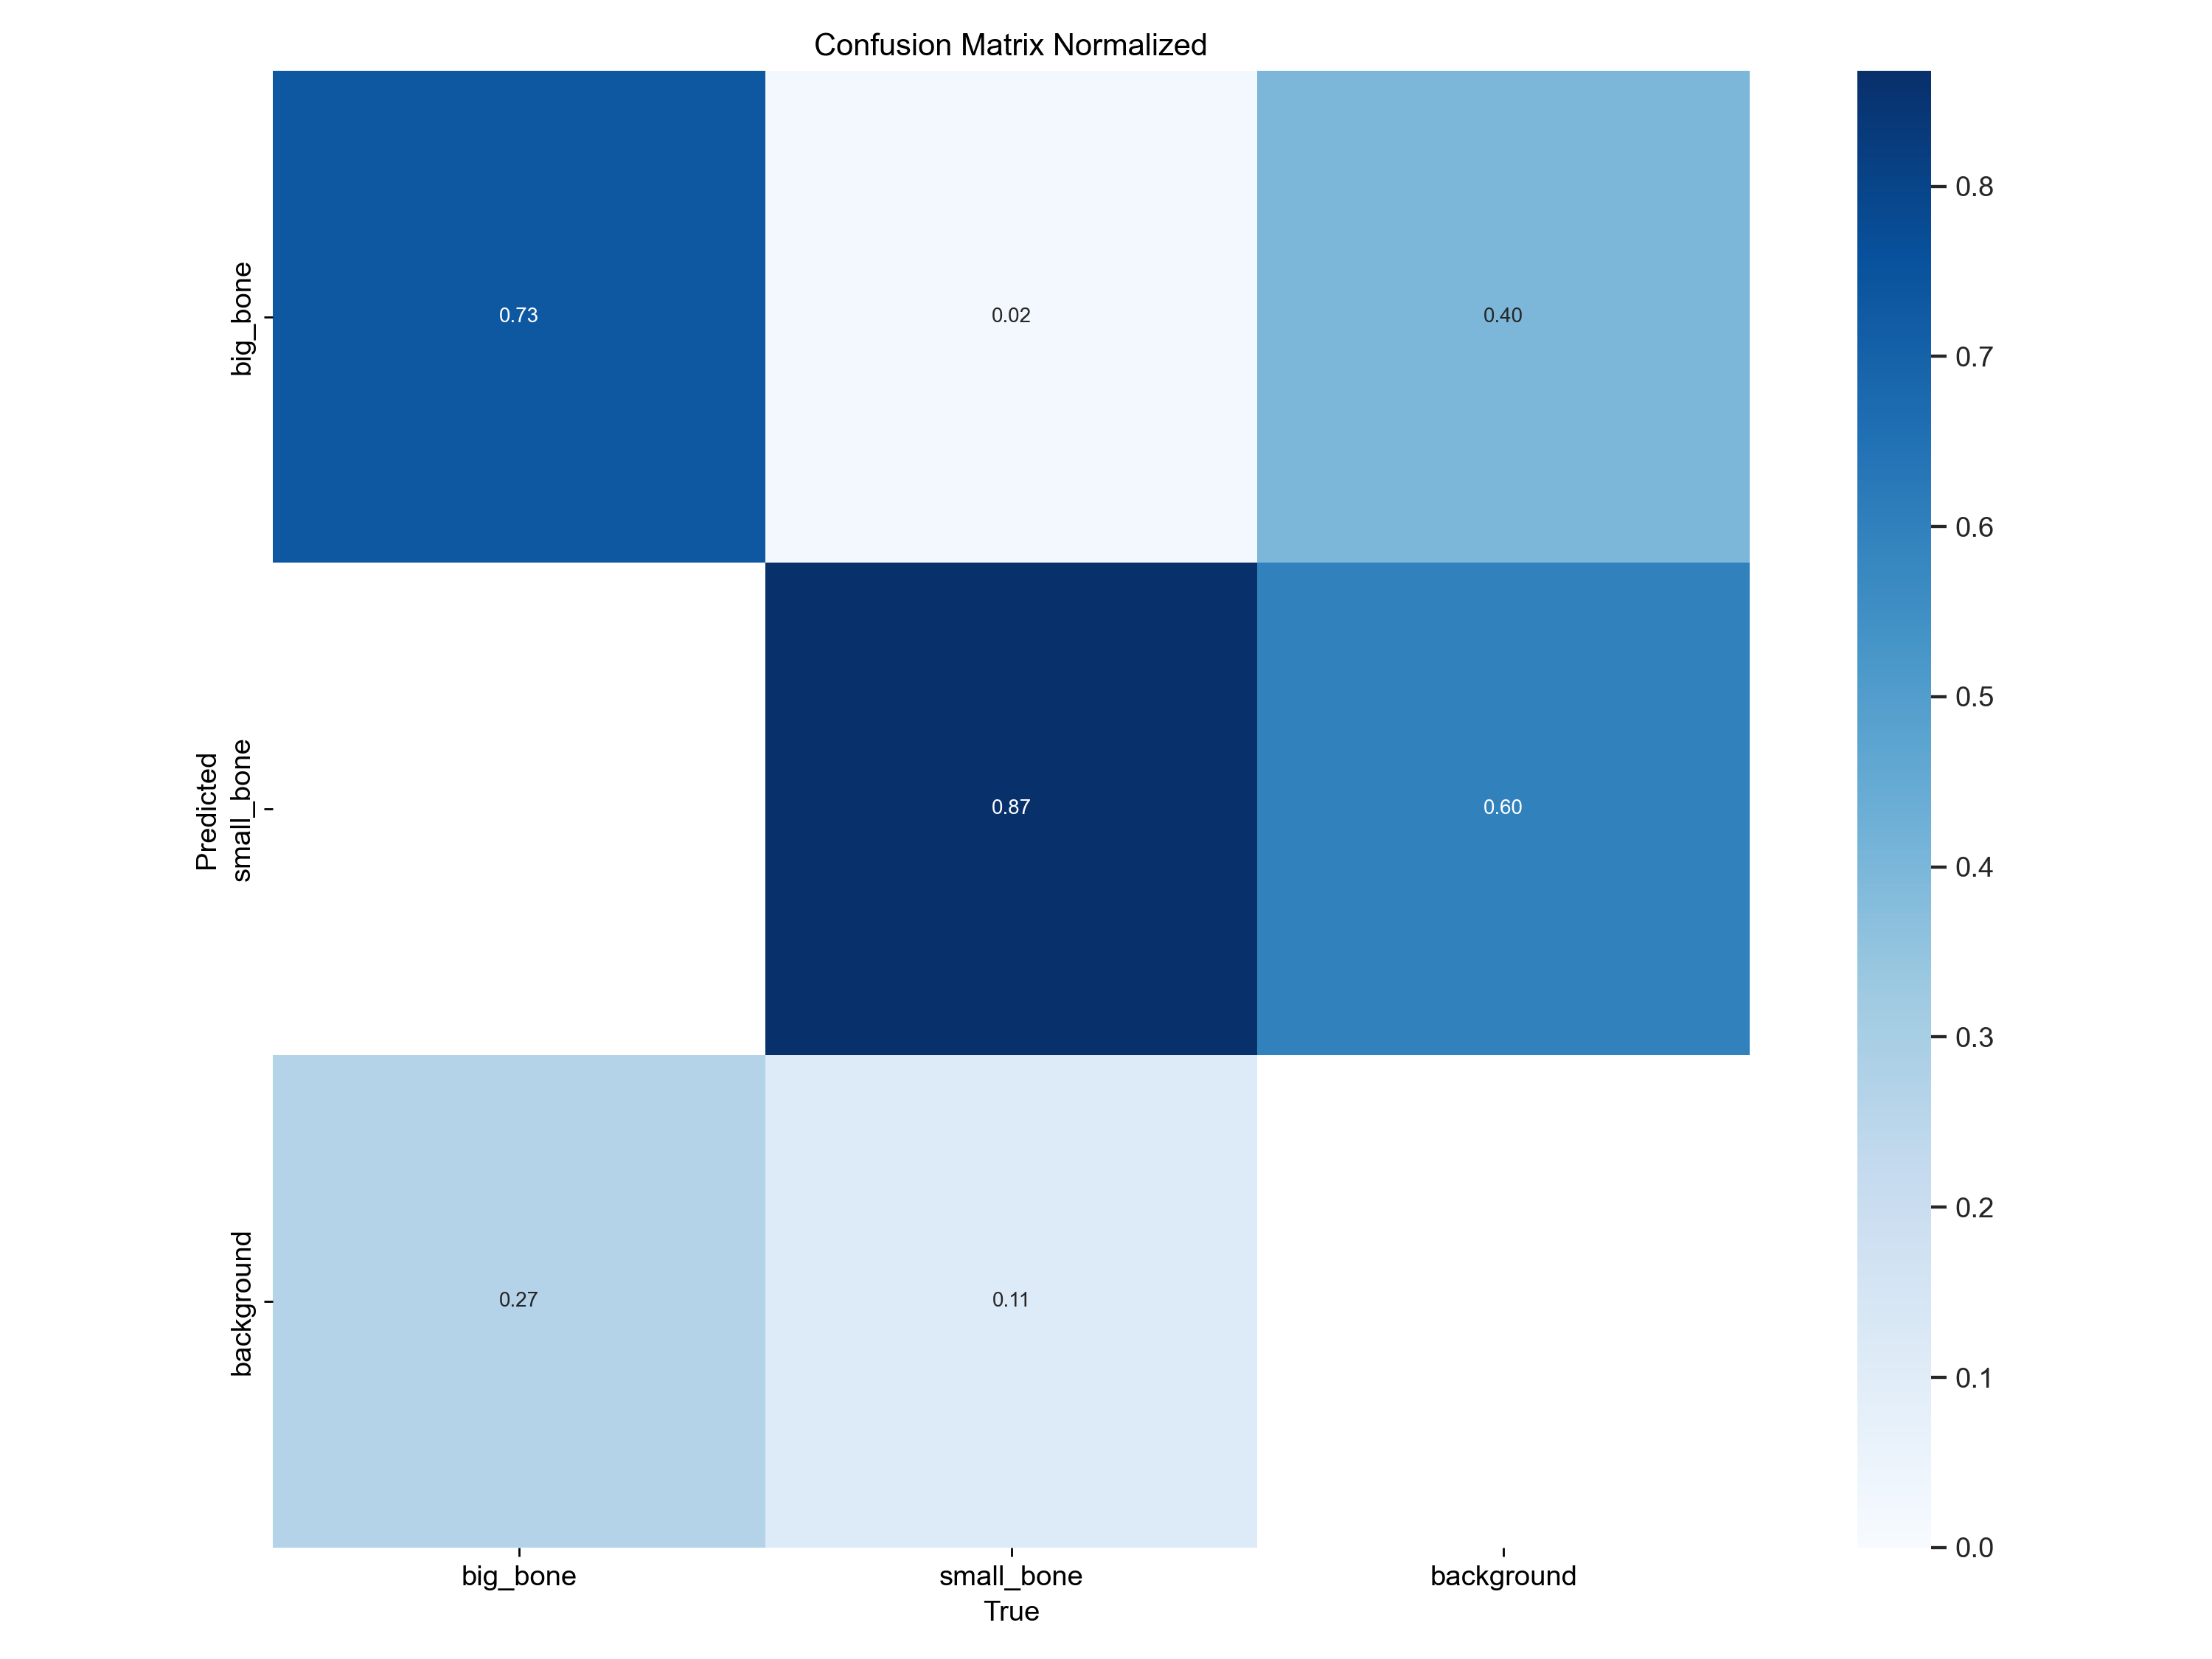 Confusion Matrix Normalized
big_bone
0.73
0.02
0.40
Predicted
small_bone
0.87
0.60
background
0.27
0.11
big_bone
small_bone
background
True
0.8
0.7
0.6
0.5
0.4
0.3
0.2
0.1
0.0